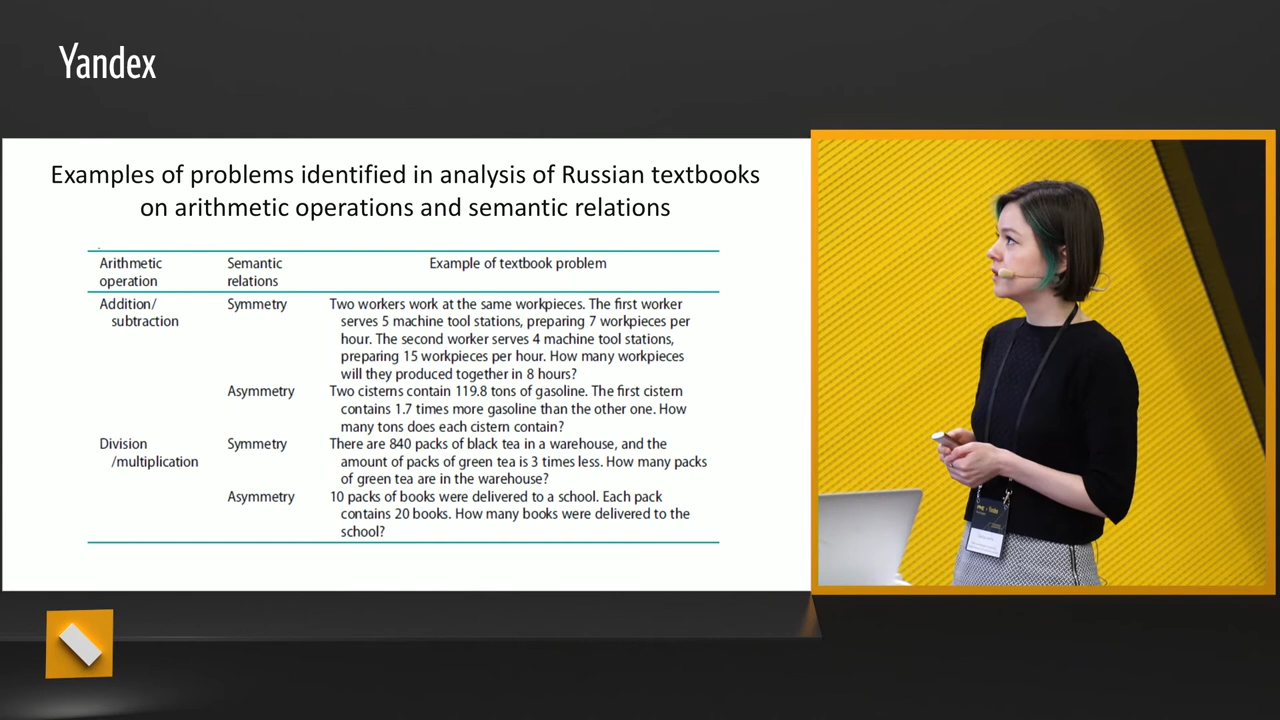 Yandex
Examples of problems identified in analysis of Russian textbooks
on arithmetic operations and semantic relations
Arithmetic
operation
Semantic
relations
Example of textbook problem
Addition/
subtraction
Symmetry
Two workers work at the same workpieces. The first worker
serves 5 machine tool stations, preparing 7 workpieces per
hour. The second worker serves 4 machine tool stations,
preparing 15 workpieces per hour. How many workpieces
will they produced together in 8 hours?
Asymmetry
Two cisterns contain 119.8 tons of gasoline. The first cistern
contains 1.7 times more gasoline than the other one. How
many tons does each cistern contain?
Division
/multiplication
Symmetry
There are 840 packs of black tea in a warehouse, and the
amount of packs of green tea is 3 times less. How many packs
of green tea are in the warehouse?
Asymmetry
10 packs of books were delivered to a school. Each pack
contains 20 books. How many books were delivered to the
school?